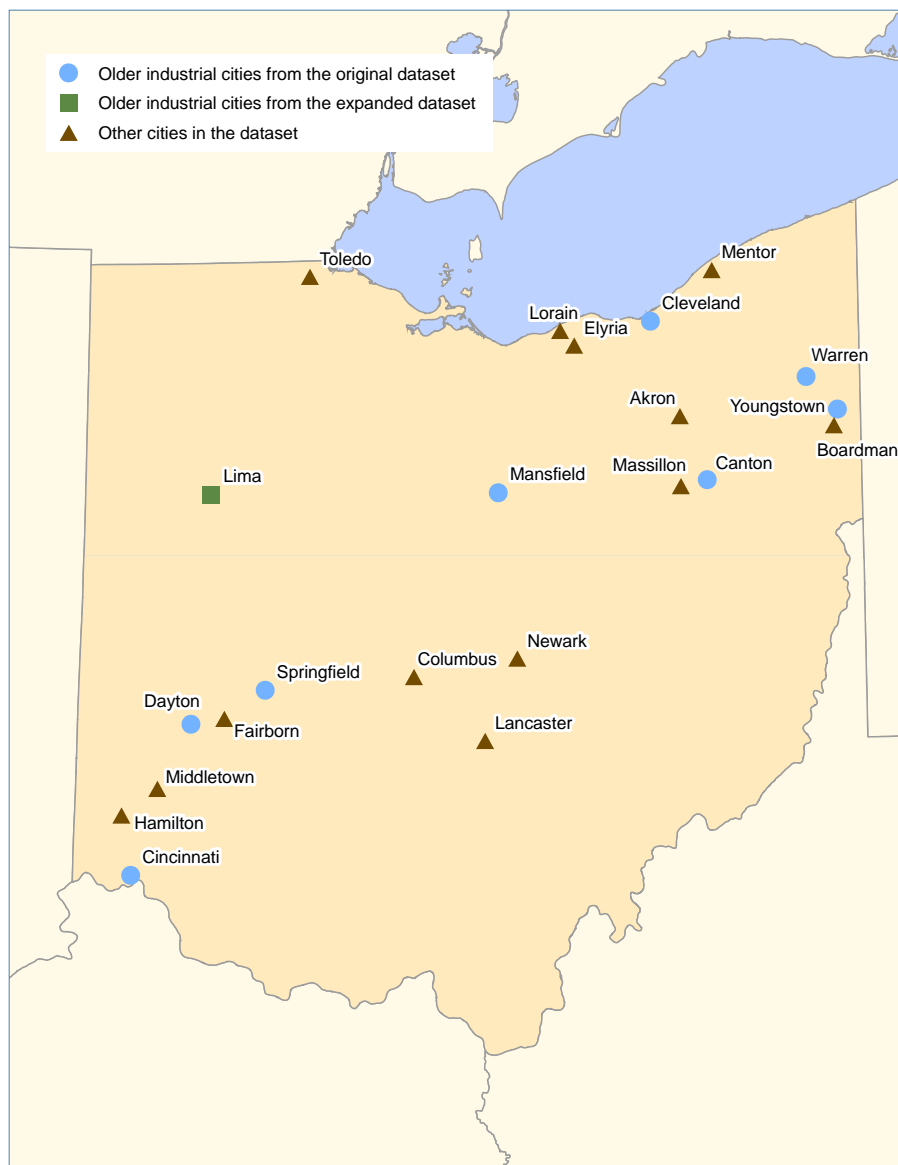 Older industrial cities from the original dataset
Older industrial cities from the expanded dataset
Other cities in the dataset
Toledo
Mentor
Cleveland
Lorain
Elyria
Warren
Akron
Youngstown
Boardman
Massillon
Canton
Lima
Mansfield
Newark
Columbus
Springfield
Dayton
Fairborn
Lancaster
Middletown
Hamilton
Cincinnati